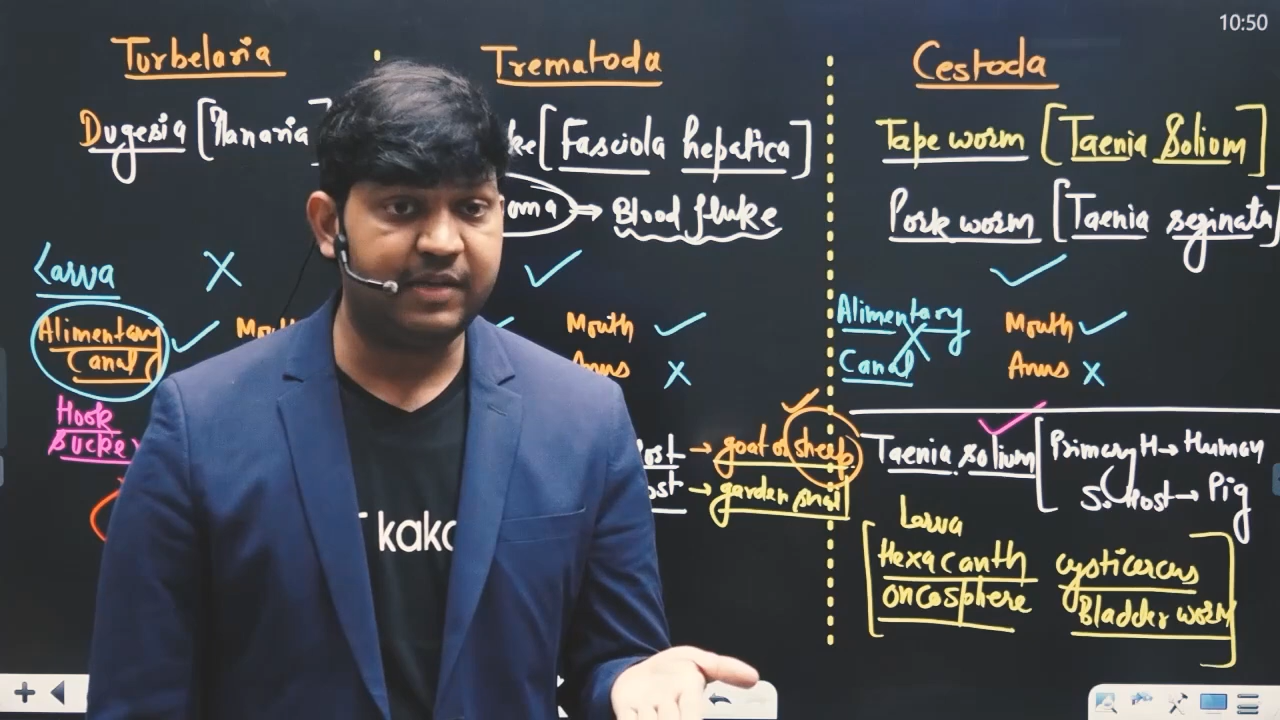 10:50
Turbelaria
Trematoda
Cestoda
Dugesia [Planaria]
ke [Fasciola hepatica]
Tape worm [Taenia Solium]
oma → Blood fluke
Pork worm [Taenia seginata
Larva X ✓
✓
Alimentary
Canal ✓
Mouth ✓
Anus X
Alimentary
Canal
Mouth ✓
Anus X
Hook
Sucker
ost → goat or sheep
ost → garden snail
Taenia solium [Primary H → Human
S. Host → Pig
Larva
[Hexacanth cysticercus
oncosphere Bladder worm]
kako